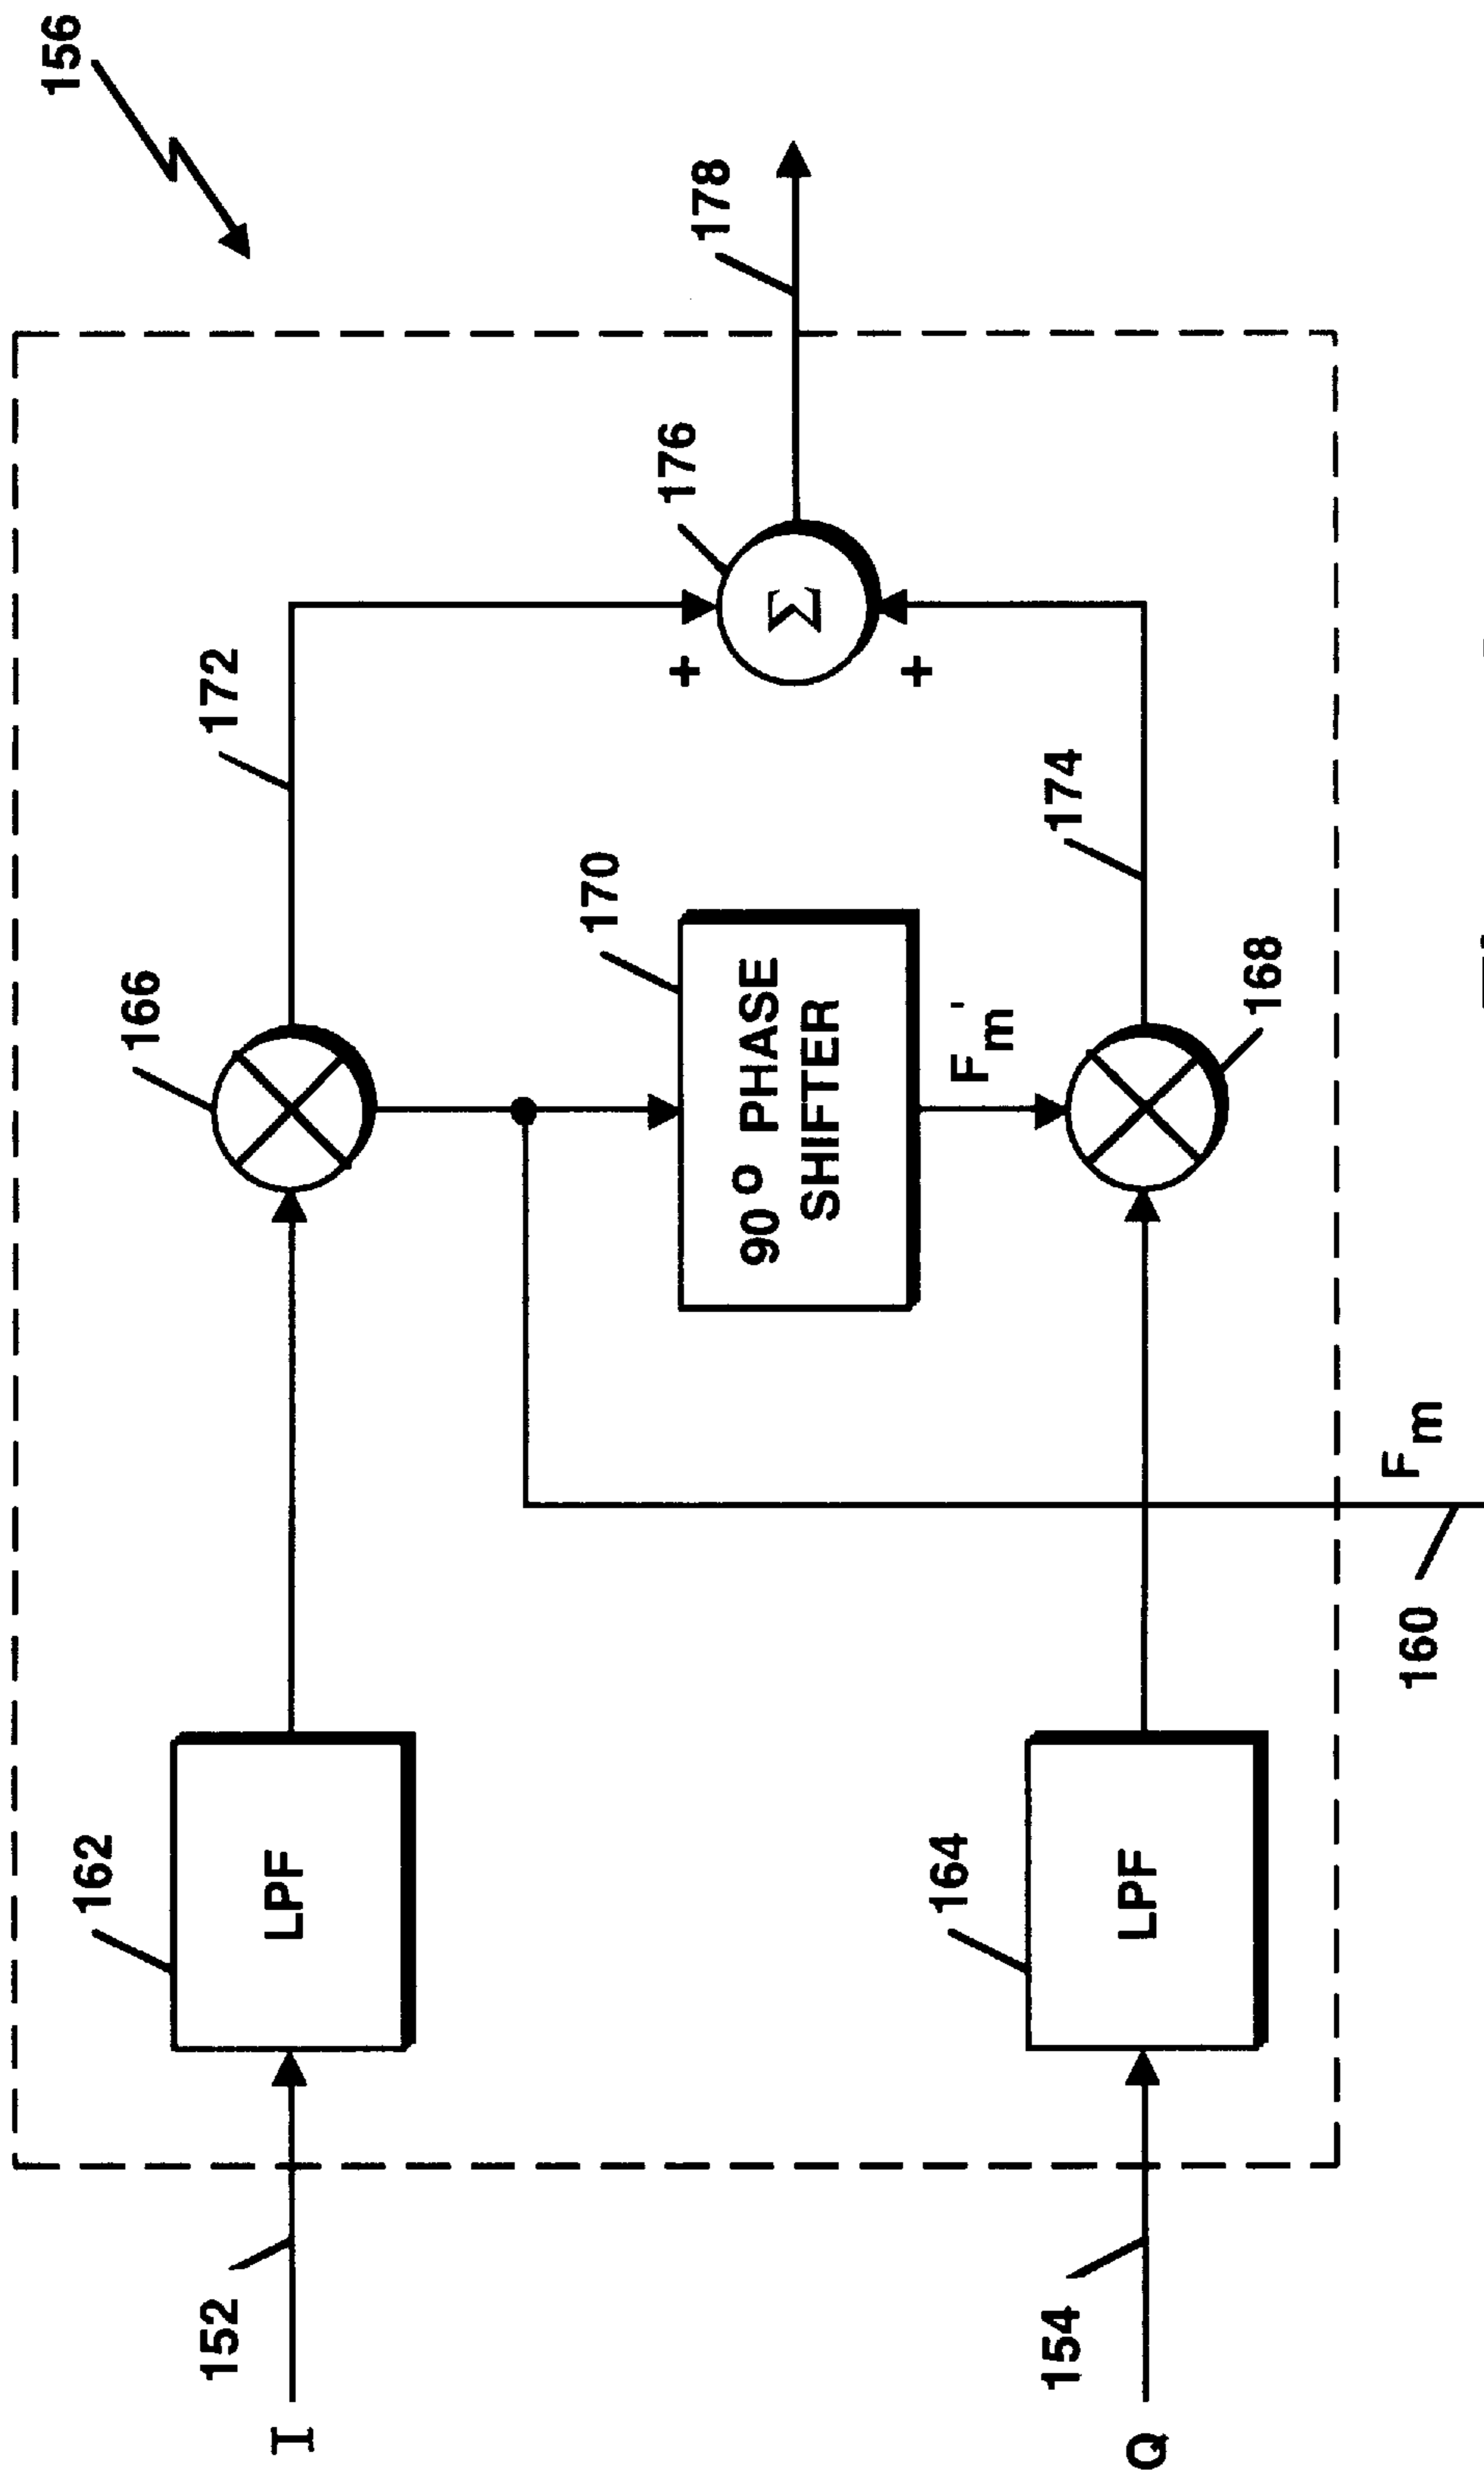 156
162
LPF
166
172
I
152
176
178
+
Σ
+
170
90° PHASE
SHIFTER
Fm'
164
LPF
168
174
Q
154
160
Fm